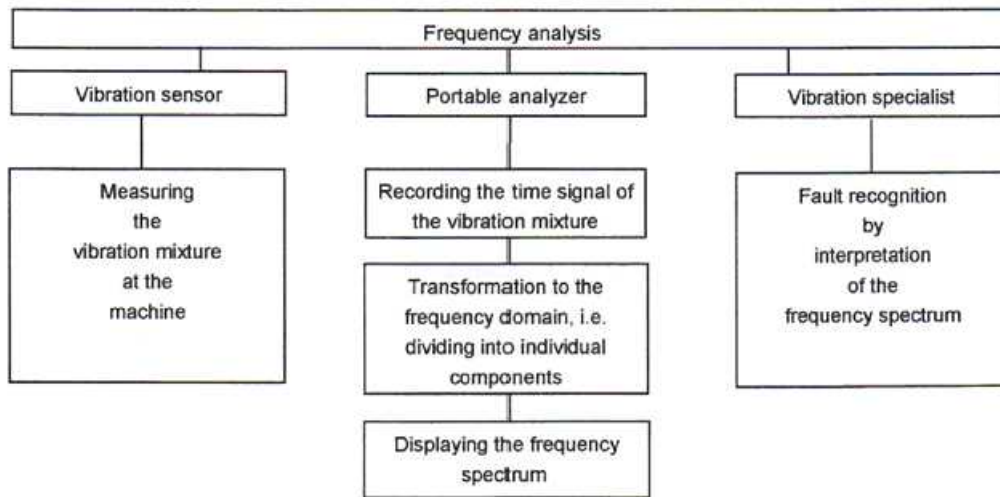 Frequency analysis
Vibration sensor
Portable analyzer
Vibration specialist
Measuring
the
vibration mixture
at the
machine
Recording the time signal of
the vibration mixture
Transformation to the
frequency domain, i.e.
dividing into individual
components
Displaying the frequency
spectrum
Fault recognition
by
interpretation
of the
frequency spectrum